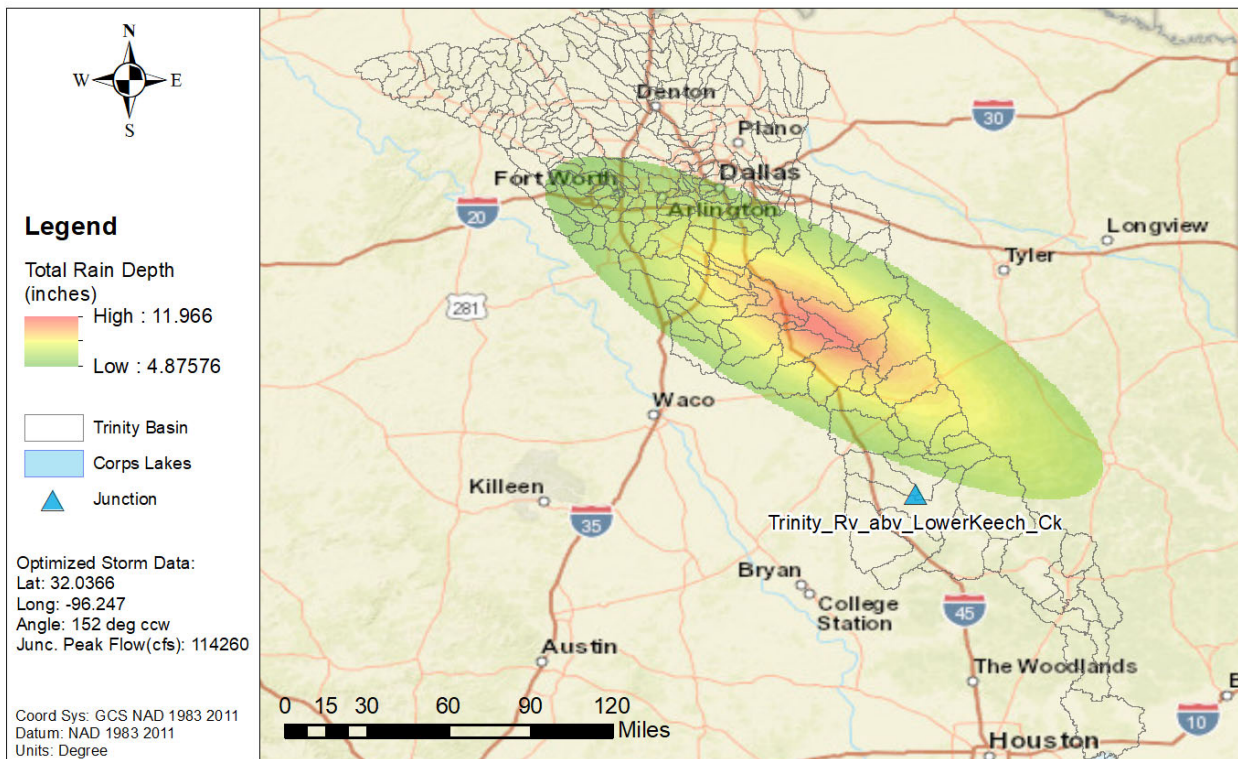 N
W E
S
Legend
Total Rain Depth
(inches)
High : 11.966
Low : 4.87576
Trinity Basin
Corps Lakes
Junction
Optimized Storm Data:
Lat: 32.0366
Long: -96.247
Angle: 152 deg ccw
Junc. Peak Flow(cfs): 114260
Coord Sys: GCS NAD 1983 2011
Datum: NAD 1983 2011
Units: Degree
Denton
30
Plano
Fort Worth
Dallas
20
Arlington
Longview
Tyler
281
Waco
Killeen
35
Trinity_Rv_abv_LowerKeech_Ck
Bryan
College
Station
45
Austin
The Woodlands
B
10
Houston
0 15 30 60 90 120
Miles